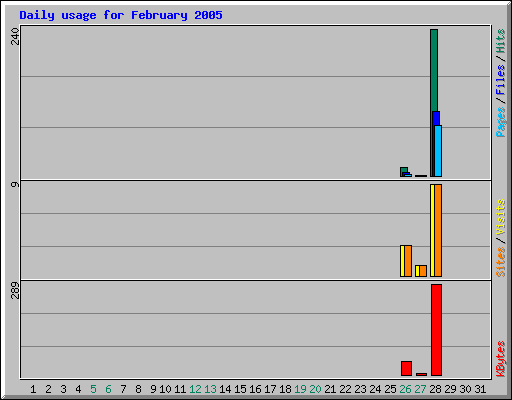 Daily usage for February 2005
240
Pages / Files / Hits
9
Sites / Visits
289
KBytes
1 2 3 4 5 6 7 8 9 10 11 12 13 14 15 16 17 18 19 20 21 22 23 24 25 26 27 28 29 30 31